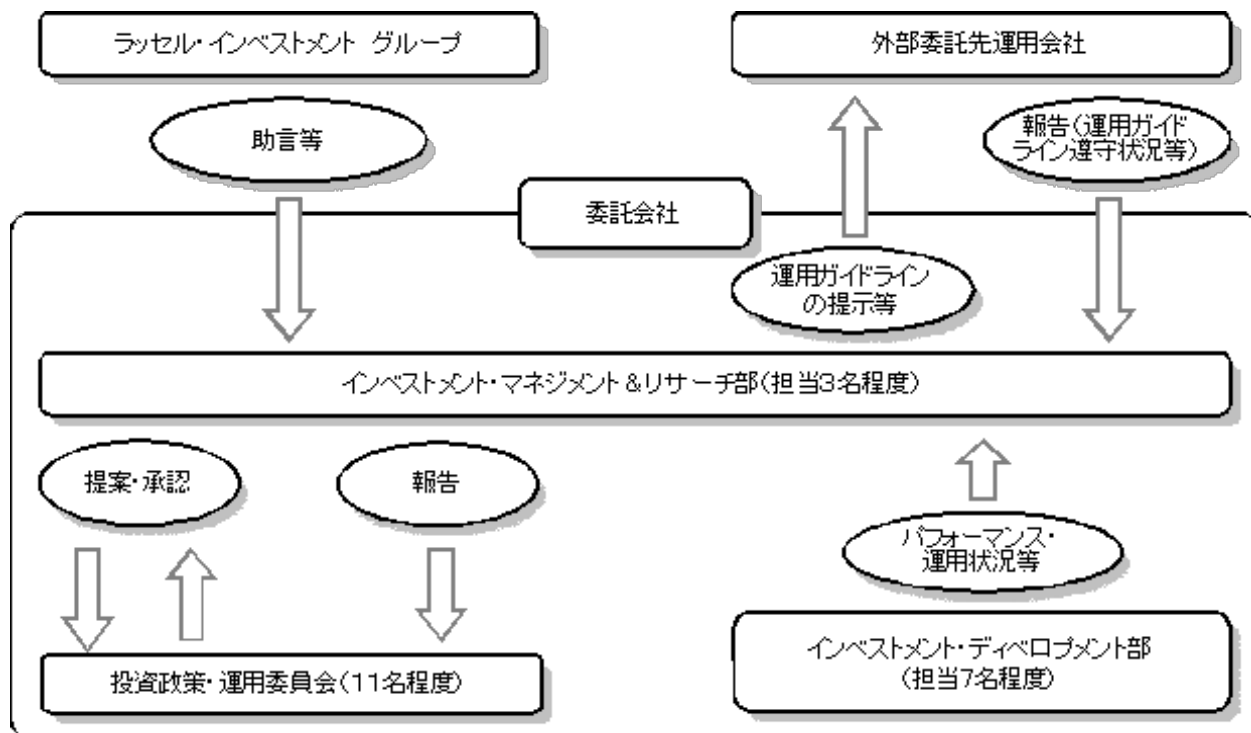 ラッセル・インベストメント グループ
外部委託先運用会社
助言等
報告(運用ガイド
ライン遵守状況等)
委託会社
運用ガイドライン
の提示等
インベストメント・マネジメント&リサーチ部(担当3名程度)
提案・承認
報告
パフォーマンス・
運用状況等
投資政策・運用委員会(11名程度)
インベストメント・ディベロプメント部
(担当7名程度)